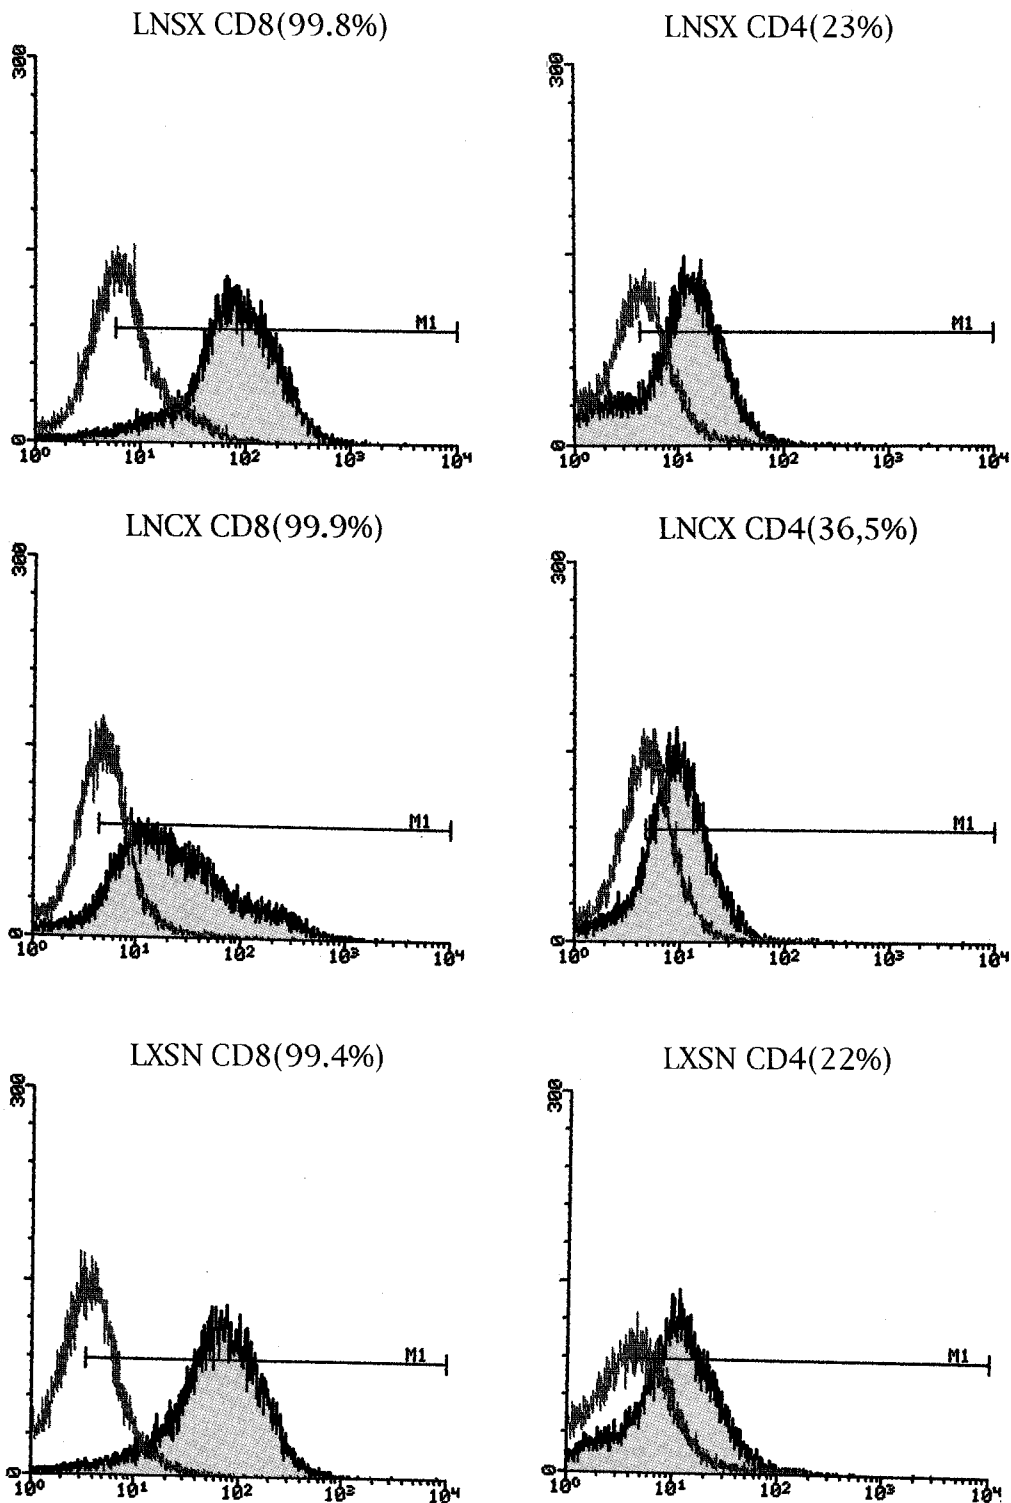 LNSX CD8(99.8%)
300
M1
0
10⁰ 10¹ 10² 10³ 10⁴
LNSX CD4(23%)
300
M1
0
10⁰ 10¹ 10² 10³ 10⁴
LNCX CD8(99.9%)
300
M1
0
10⁰ 10¹ 10² 10³ 10⁴
LNCX CD4(36,5%)
300
M1
0
10⁰ 10¹ 10² 10³ 10⁴
LXSN CD8(99.4%)
300
M1
0
10⁰ 10¹ 10² 10³ 10⁴
LXSN CD4(22%)
300
M1
0
10⁰ 10¹ 10² 10³ 10⁴